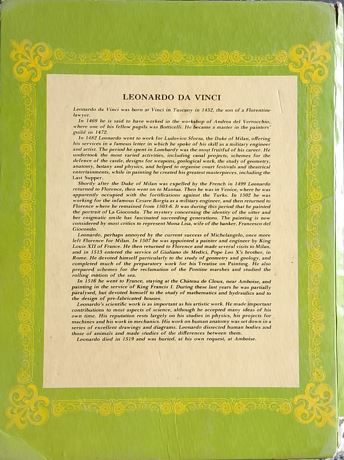 LEONARDO DA VINCI
Leonardo da Vinci was born at Vinci in Tuscany in 1452, the son of a Florentine
lawyer.
In 1469 he is said to have worked in the workshop of Andrea del Verrocchio,
where one of his fellow pupils was Botticelli. He became a master in the painters'
guild in 1472.
In 1482 Leonardo went to work for Ludovico Sforza, the Duke of Milan, offering
his services in a famous letter in which he spoke of his skill as a military engineer
and artist. The period he spent in Lombardy was the most fruitful of his career. He
undertook the most varied activities, including canal projects, schemes for the
defence of the castle, designs for weapons, geological work, the study of geometry,
anatomy, botany and physics, and helped to organise court festivals and theatrical
entertainments, while in painting he created his greatest masterpieces, including the
Last Supper.
Shortly after the Duke of Milan was expelled by the French in 1499 Leonardo
returned to Florence, then went on to Mantua. Then he was in Venice, where he was
apparently occupied with the fortifications against the Turks. In 1502 he was
working for the infamous Cesare Borgia as a military engineer, and then returned to
Florence where he remained from 1503-6. It was during this period that he painted
the portrait of La Gioconda. The mystery concerning the identity of the sitter and
her enigmatic smile has fascinated succeeding generations. The painting is now
considered by most critics to represent Mona Lisa, wife of the banker, Francesco del
Giocondo.
Leonardo, perhaps annoyed by the current success of Michelangelo, once more
left Florence for Milan. In 1507 he was appointed a painter and engineer by King
Louis XII of France. He then returned to Florence and made several visits to Milan,
and in 1513 entered the service of Giuliano de Medici, Pope Leo X's brother, in
Rome. He devoted himself particularly to the study of geometry and geology, and
completed much of the preparatory work for his Treatise on Painting. He also
prepared schemes for the reclamation of the Pontine marshes and studied the
rolling motion of the sea.
In 1516 he went to France, staying at the Château de Cloux, near Amboise, and
painting in the service of King Francis I. During these last years he was partially
paralysed, but devoted himself to the study of mathematics and hydraulics and to
the design of pre-fabricated houses.
Leonardo's scientific work is as important as his artistic work. He made important
contributions to most aspects of science, although he accepted many ideas of his
own time. His reputation rests largely on his studies in physics, his projects for
machines and his work in mechanics. His work on human anatomy was set down in a
series of excellent drawings and diagrams. Leonardo dissected human bodies and
those of animals and made studies of the differences between them.
Leonardo died in 1519 and was buried, at his own request, at Amboise.